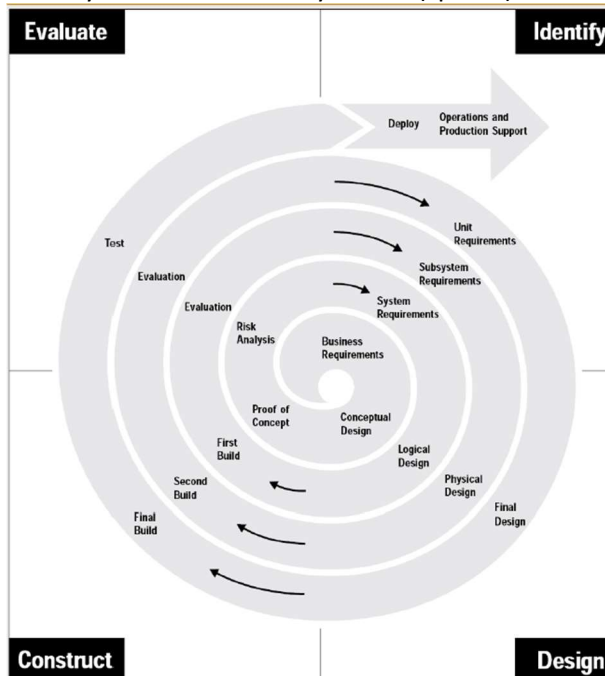 Evaluate
Identify
Deploy
Operations and
Production Support
Unit
Requirements
Test
Subsystem
Requirements
Evaluation
System
Requirements
Evaluation
Risk
Analysis
Business
Requirements
Proof of
Concept
Conceptual
Design
First
Build
Logical
Design
Second
Build
Physical
Design
Final
Build
Final
Design
Construct
Design